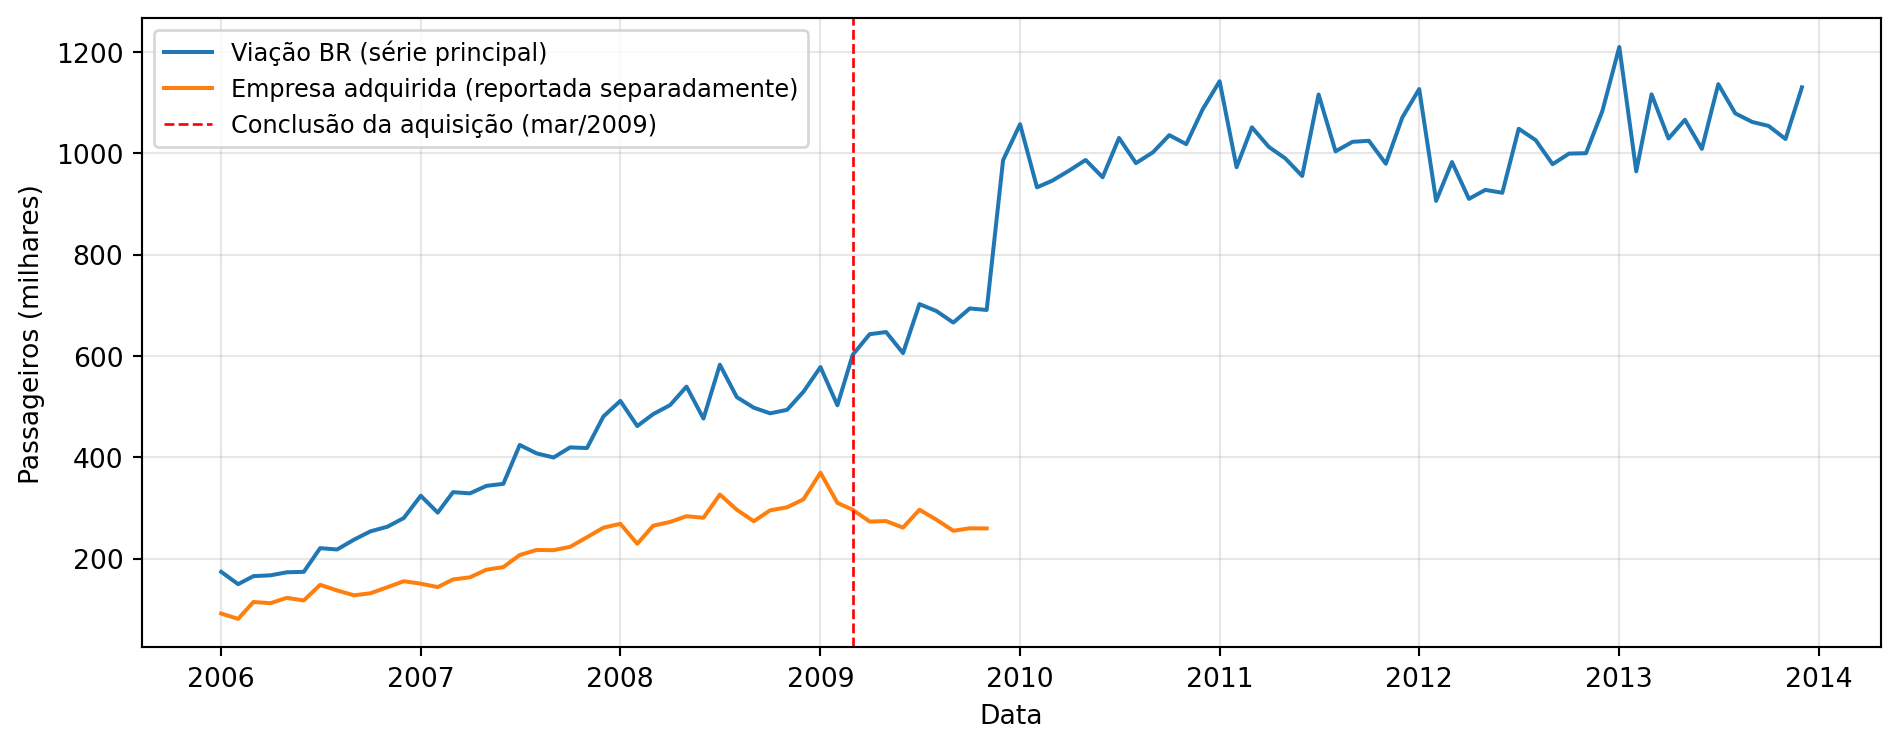 Viação BR (série principal)
Empresa adquirida (reportada separadamente)
Conclusão da aquisição (mar/2009)
Passageiros (milhares)
1200
1000
800
600
400
200
2006 2007 2008 2009 2010 2011 2012 2013 2014
Data